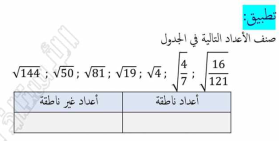 تطبيق:
صنف الأعداد التالية في الجدول
√144 ; √50 ; √81 ; √19 ; √4 ; √(4/7) ; √(16/121)
أعداد ناطقة أعداد غير ناطقة